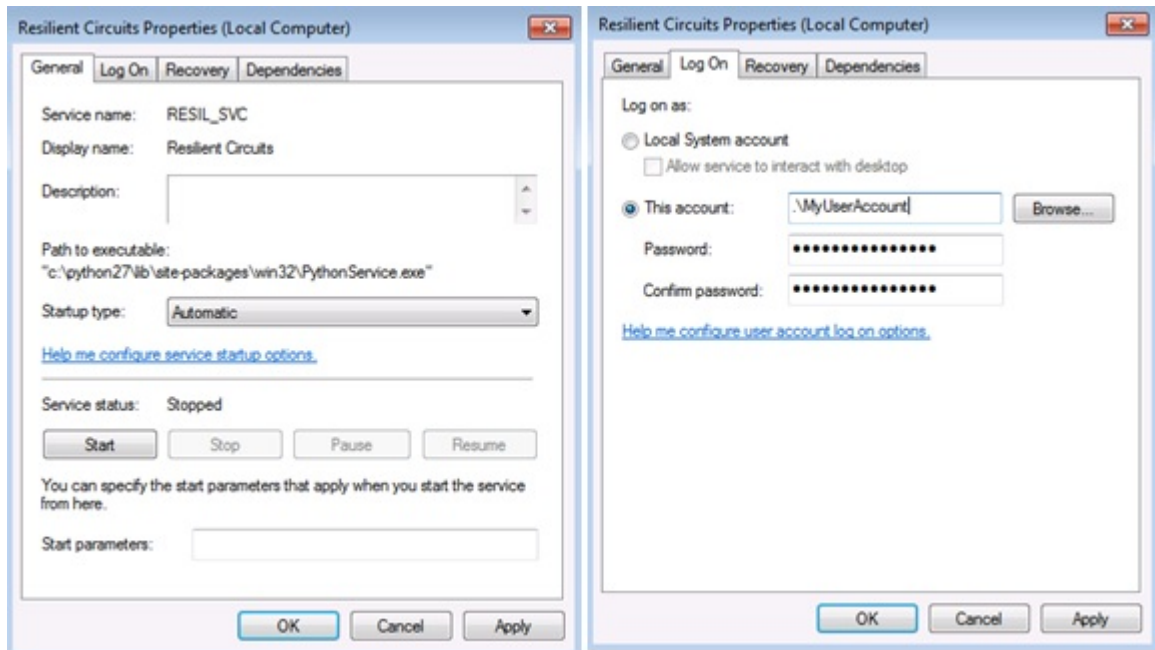 Resilient Circuits Properties (Local Computer)
General Log On Recovery Dependencies
Service name: RESIL_SVC
Display name: Resilient Circuits
Description:
Path to executable:
"c:\python27\lib\site-packages\win32\PythonService.exe"
Startup type: Automatic
Help me configure service startup options.
Service status: Stopped
Start Stop Pause Resume
You can specify the start parameters that apply when you start the service
from here.
Start parameters:
OK Cancel Apply
Resilient Circuits Properties (Local Computer)
General Log On Recovery Dependencies
Log on as:
Local System account
Allow service to interact with desktop
This account: .\MyUserAccount Browse...
Password: •••••••••••••••
Confirm password: •••••••••••••••
Help me configure user account log on options.
OK Cancel Apply